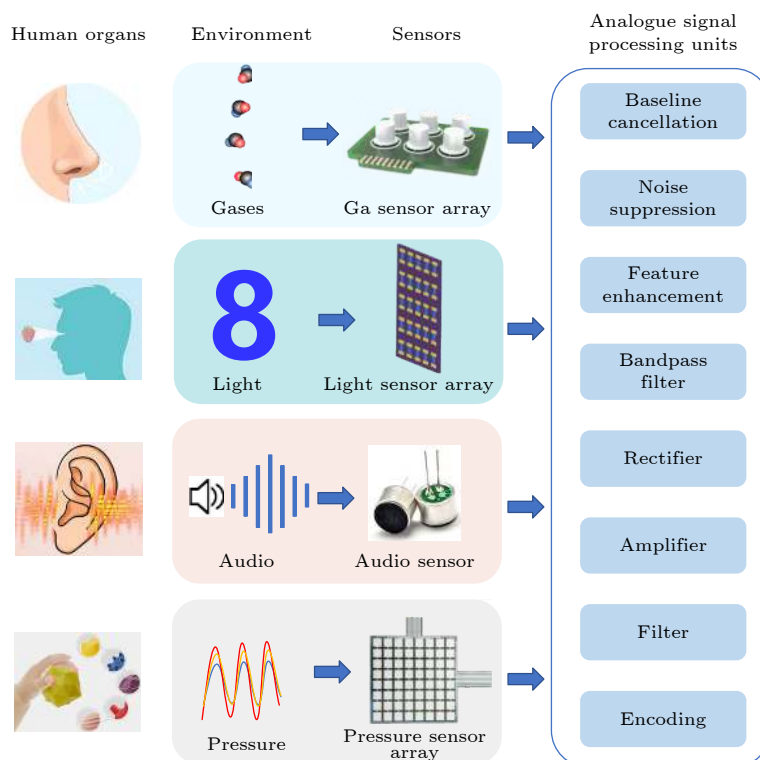 Human organs
Environment
Sensors
Analogue signal
processing units
Gases
Ga sensor array
8
Light
Light sensor array
Audio
Audio sensor
Pressure
Pressure sensor
array
Baseline
cancellation
Noise
suppression
Feature
enhancement
Bandpass
filter
Rectifier
Amplifier
Filter
Encoding